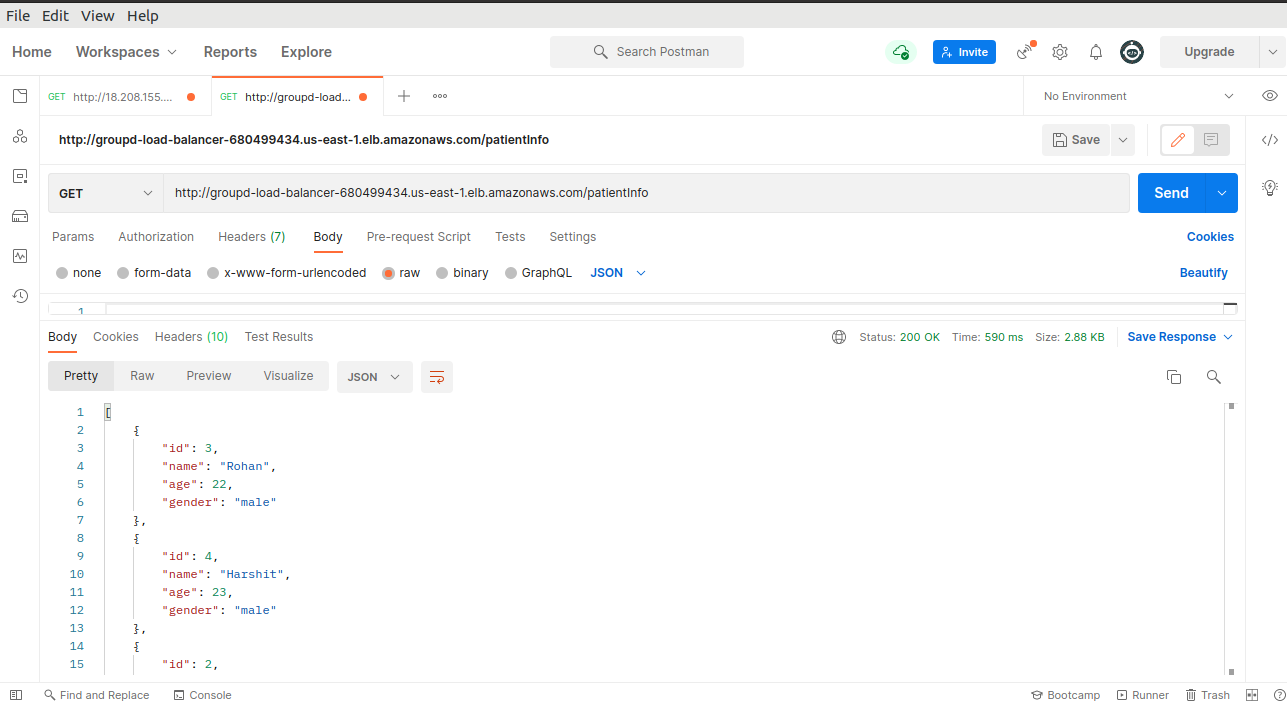 File Edit View Help
Home Workspaces Reports Explore Search Postman Invite Upgrade
GET http://18.208.155.... GET http://groupd-load... No Environment
http://groupd-load-balancer-680499434.us-east-1.elb.amazonaws.com/patientInfo Save
GET http://groupd-load-balancer-680499434.us-east-1.elb.amazonaws.com/patientInfo Send
Params Authorization Headers (7) Body Pre-request Script Tests Settings Cookies
none form-data x-www-form-urlencoded raw binary GraphQL JSON Beautify
1
Body Cookies Headers (10) Test Results Status: 200 OK Time: 590 ms Size: 2.88 KB Save Response
Pretty Raw Preview Visualize JSON
1 [
2 {
3 "id": 3,
4 "name": "Rohan",
5 "age": 22,
6 "gender": "male"
7 },
8 {
9 "id": 4,
10 "name": "Harshit",
11 "age": 23,
12 "gender": "male"
13 },
14 {
15 "id": 2,
Find and Replace Console Bootcamp Runner Trash